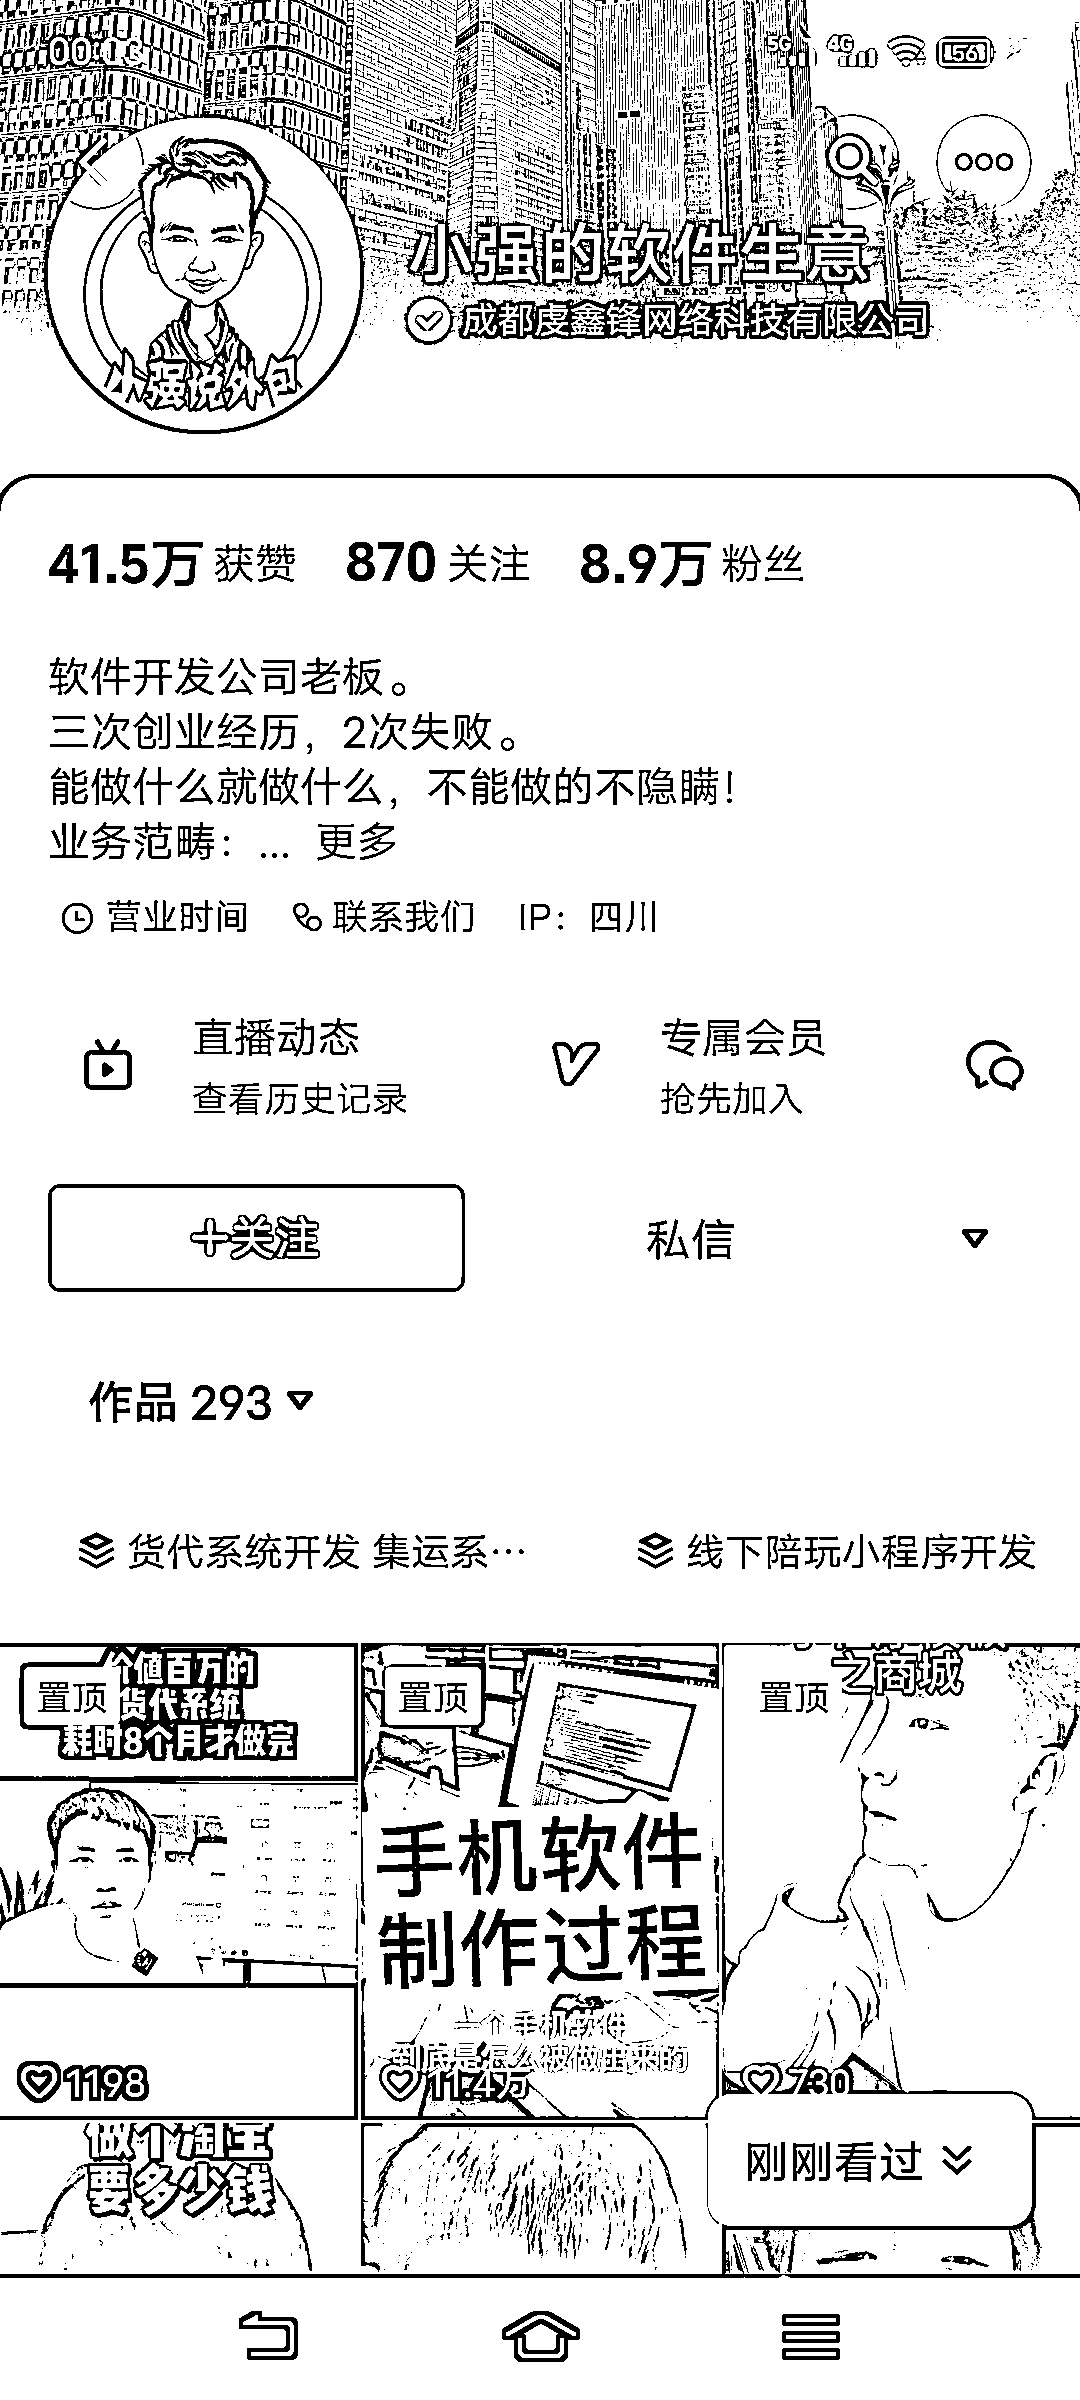 5G 4G 56
小强的软件生意
成都虔鑫锋网络科技有限公司
小强说外包
41.5万 获赞 870 关注 8.9万 粉丝
软件开发公司老板。
三次创业经历，2次失败。
能做什么就做什么，不能做的不隐瞒！
业务范畴：... 更多
营业时间 联系我们 IP：四川
直播动态 专属会员
查看历史记录 抢先加入
+关注 私信
作品 293
货代系统开发 集运系... 线下陪玩小程序开发
价值百万的
货代系统
耗时8个月才做完
置顶
1198
置顶
手机软件
制作过程
一个手机软件
到底是怎么被做出来的
11.4万
之商城
置顶
730
做个淘宝
要多少钱
刚刚看过